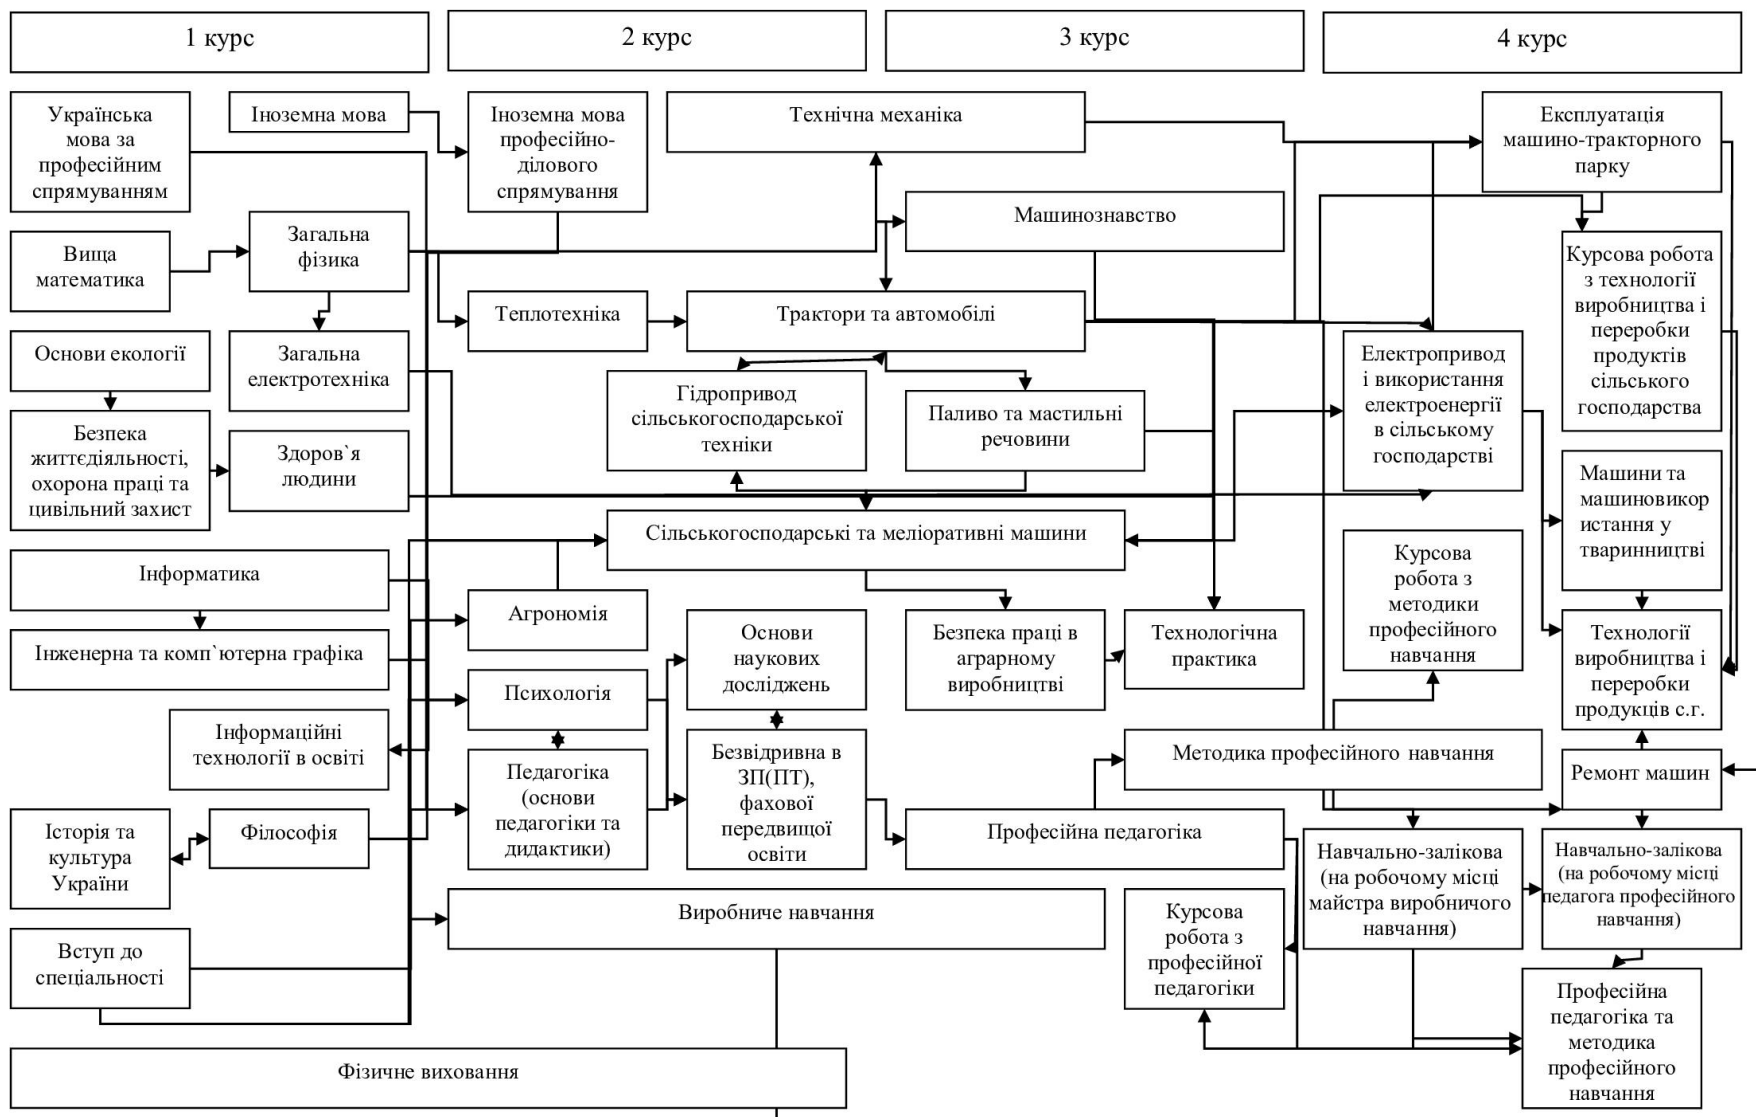 1 курс
2 курс
3 курс
4 курс
Українська
мова за
професійним
спрямуванням
Іноземна мова
Іноземна мова
професійно-
ділового
спрямування
Технічна механіка
Експлуатація
машино-тракторного
парку
Вища
математика
Загальна
фізика
Машинознавство
Курсова робота
з технології
виробництва і
переробки
продуктів
сільського
господарства
Теплотехніка
Трактори та автомобілі
Основи екології
Загальна
електротехніка
Електропривод
і використання
електроенергії
в сільському
господарстві
Гідропривод
сільськогосподарської
техніки
Паливо та мастильні
речовини
Безпека
життєдіяльності,
охорона праці та
цивільний захист
Здоров`я
людини
Машини та
машиновикор
истання у
тваринництві
Сільськогосподарські та меліоративні машини
Курсова
робота з
методики
професійного
навчання
Інформатика
Агрономія
Основи
наукових
досліджень
Безпека праці в
аграрному
виробництві
Технологічна
практика
Технології
виробництва і
переробки
продукців с.г.
Інженерна та комп`ютерна графіка
Психологія
Інформаційні
технології в освіті
Педагогіка
(основи
педагогіки та
дидактики)
Безвідривна в
ЗП(ПТ),
фахової
передвищої
освіти
Методика професійного навчання
Ремонт машин
Історія та
культура
України
Філософія
Професійна педагогіка
Навчально-залікова
(на робочому місці
майстра виробничого
навчання)
Навчально-залікова
(на робочому місці
педагога професійного
навчання)
Виробниче навчання
Курсова
робота з
професійної
педагогіки
Вступ до
спеціальності
Професійна
педагогіка та
методика
професійного
навчання
Фізичне виховання